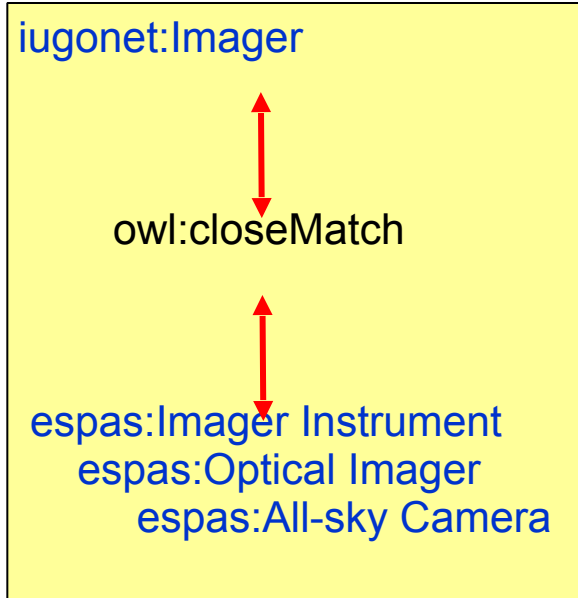 iugonet:Imager
owl:closeMatch
espas:Imager Instrument
espas:Optical Imager
espas:All-sky Camera